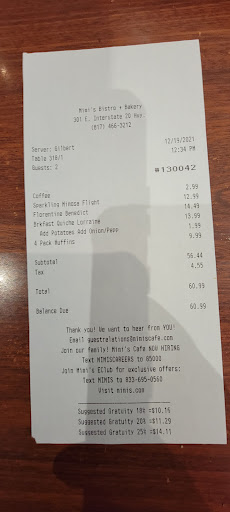 Mimi's Bistro + Bakery
301 E. Interstate 20 Hwy.
(817) 466-3212
Server: Gilbert 12/19/2021
Table 318/1 12:34 PM
Guests: 2
#130042
Coffee 2.99
Sparkling Mimosa Flight 12.99
Florentine Benedict 14.49
Brkfast Quiche Lorraine 13.99
Add Potatoes Add Onion/Pepp 1.99
4 Pack Muffins 9.99
Subtotal 56.44
Tax 4.55
Total 60.99
Balance Due 60.99
Thank you! We want to hear from YOU!
Email guestrelations@mimiscafe.com
Join our family! Mimi's Cafe NOW HIRING
Text MIMISCAREERS to 85000
Join Mimi's EClub for exclusive offers:
Text MIMIS to 833-695-0560
Visit mimis.com
Suggested Gratuity 18% =$10.16
Suggested Gratuity 20% =$11.29
Suggested Gratuity 25% =$14.11